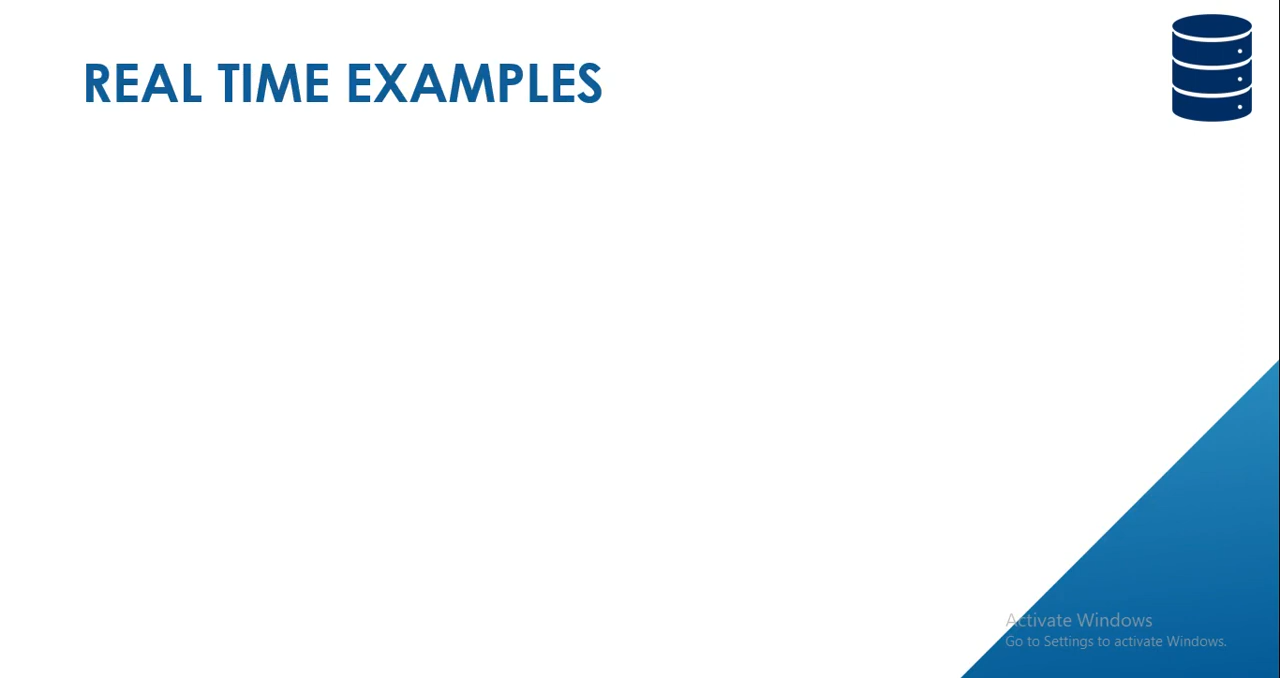 REAL TIME EXAMPLES
Activate Windows
Go to Settings to activate Windows.